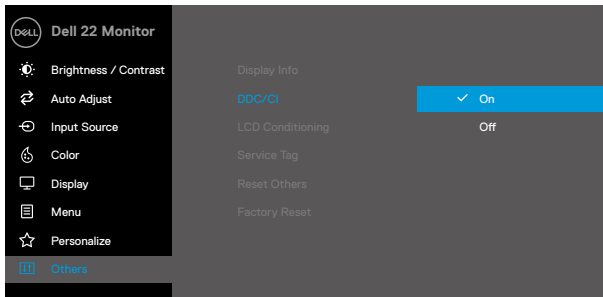 DELL
Dell 22 Monitor
Brightness / Contrast
Auto Adjust
Input Source
Color
Display
Menu
Personalize
Others
Display Info
DDC/CI
LCD Conditioning
Service Tag
Reset Others
Factory Reset
On
Off